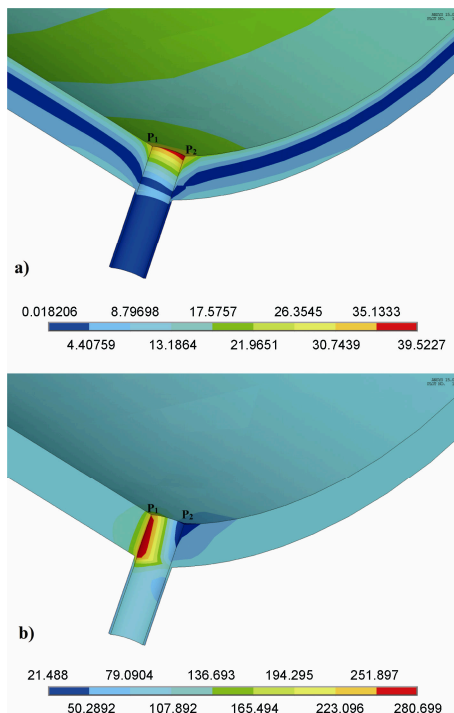 P1 P2
a)
0.018206 8.79698 17.5757 26.3545 35.1333
4.40759 13.1864 21.9651 30.7439 39.5227
P1 P2
b)
21.488 79.0904 136.693 194.295 251.897
50.2892 107.892 165.494 223.096 280.699